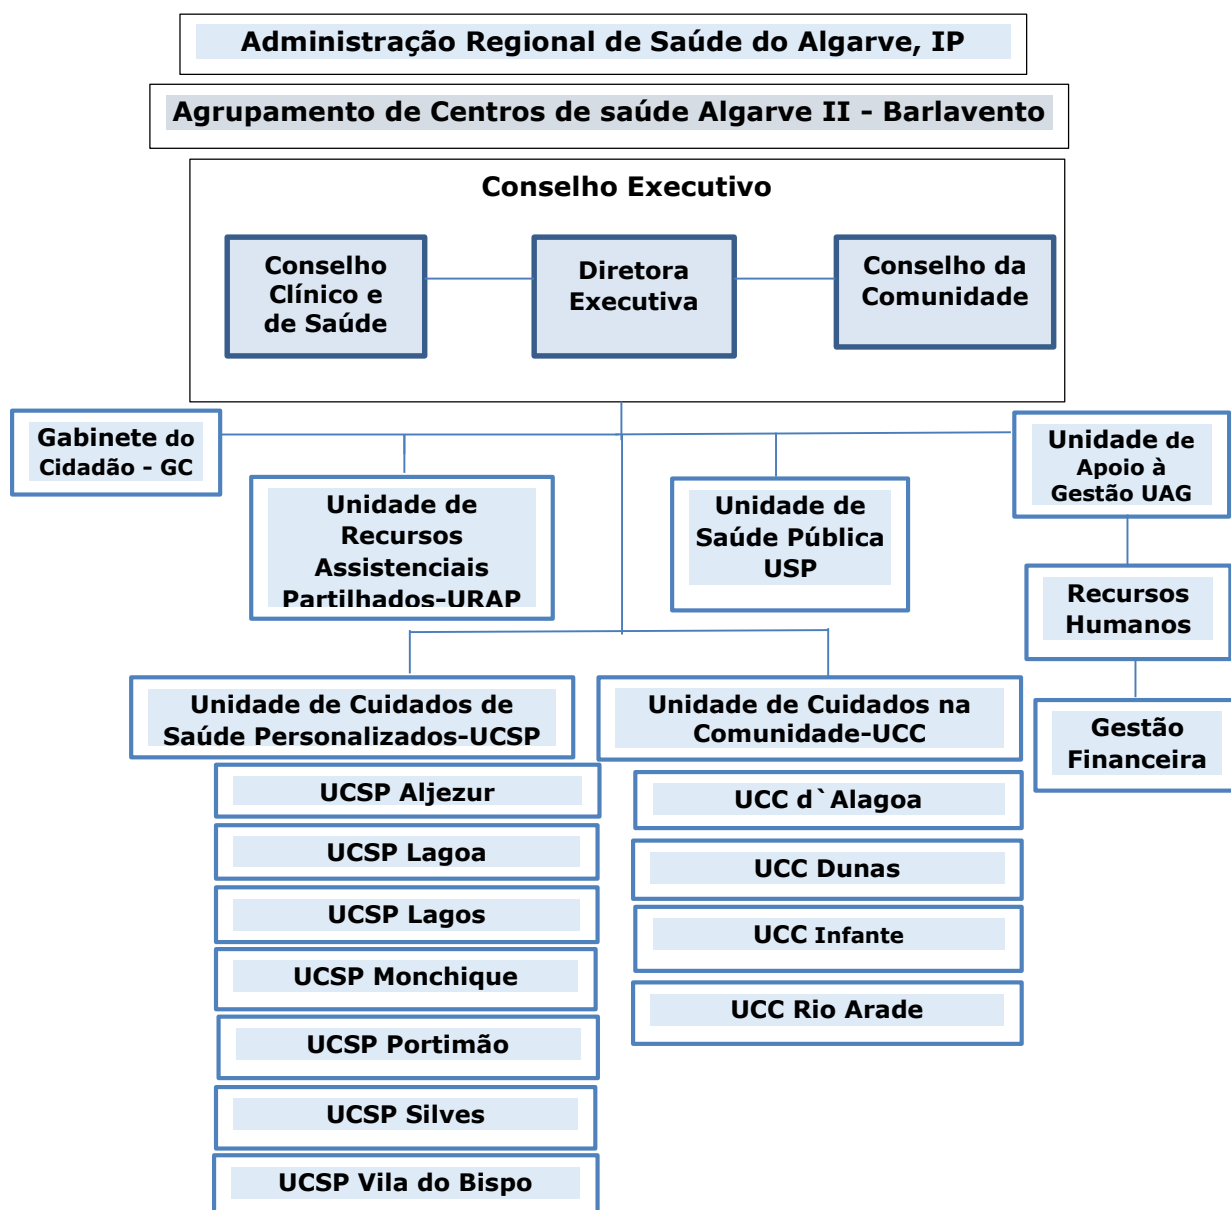 Administração Regional de Saúde do Algarve, IP
Agrupamento de Centros de saúde Algarve II - Barlavento
Conselho Executivo
Conselho
Clínico e
de Saúde
Diretora
Executiva
Conselho da
Comunidade
Gabinete do
Cidadão - GC
Unidade de
Recursos
Assistenciais
Partilhados-URAP
Unidade de
Saúde Pública
USP
Unidade de
Apoio à
Gestão UAG
Recursos
Humanos
Gestão
Financeira
Unidade de Cuidados de
Saúde Personalizados-UCSP
UCSP Aljezur
UCSP Lagoa
UCSP Lagos
UCSP Monchique
UCSP Portimão
UCSP Silves
UCSP Vila do Bispo
Unidade de Cuidados na
Comunidade-UCC
UCC d`Alagoa
UCC Dunas
UCC Infante
UCC Rio Arade